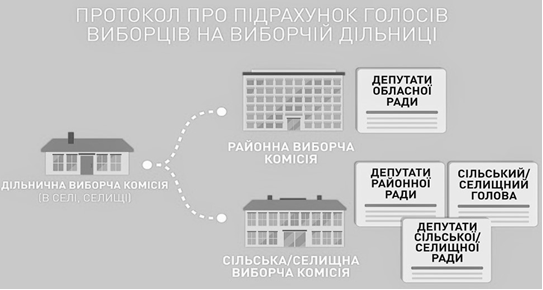 ПРОТОКОЛ ПРО ПІДРАХУНОК ГОЛОСІВ
ВИБОРЦІВ НА ВИБОРЧІЙ ДІЛЬНИЦІ
ДЕПУТАТИ
ОБЛАСНОЇ
РАДИ
РАЙОННА ВИБОРЧА
КОМІСІЯ
ДІЛЬНИЧНА ВИБОРЧА КОМІСІЯ
(В СЕЛІ, СЕЛИЩІ)
ДЕПУТАТИ
РАЙОННОЇ
РАДИ
СІЛЬСЬКИЙ/
СЕЛИЩНИЙ
ГОЛОВА
ДЕПУТАТИ
СІЛЬСЬКОЇ/
СЕЛИЩНОЇ
РАДИ
СІЛЬСЬКА/СЕЛИЩНА
ВИБОРЧА КОМІСІЯ